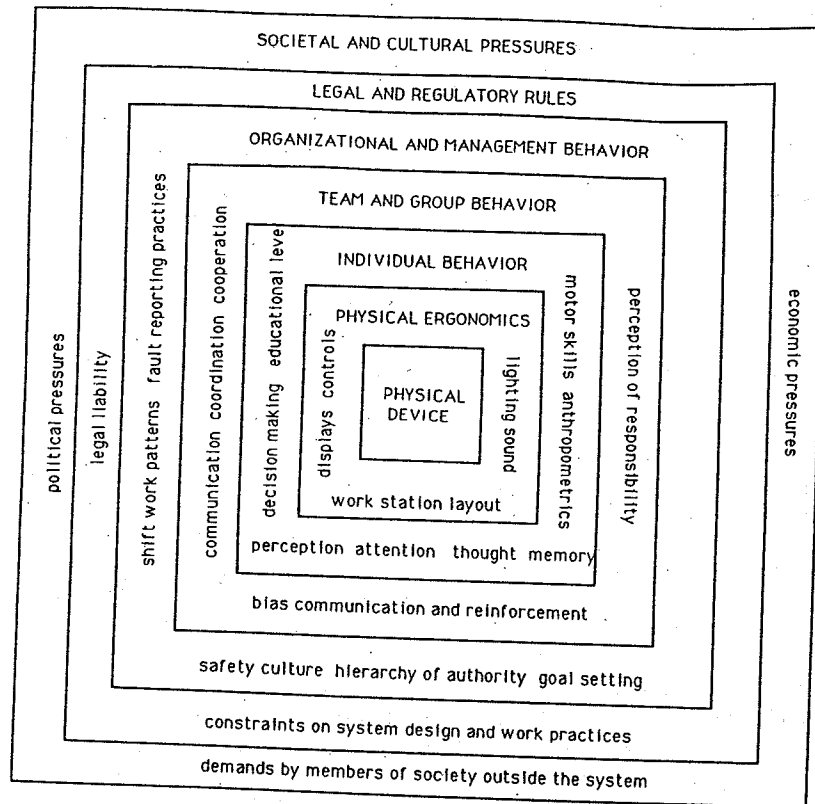 SOCIETAL AND CULTURAL PRESSURES
LEGAL AND REGULATORY RULES
ORGANIZATIONAL AND MANAGEMENT BEHAVIOR
TEAM AND GROUP BEHAVIOR
INDIVIDUAL BEHAVIOR
PHYSICAL ERGONOMICS
PHYSICAL
DEVICE
political pressures
legal liability
shift work patterns fault reporting practices
communication coordination cooperation
decision making educational level
displays controls
lighting sound
motor skills anthropometrics
perception of responsibility
economic pressures
work station layout
perception attention thought memory
bias communication and reinforcement
safety culture hierarchy of authority goal setting
constraints on system design and work practices
demands by members of society outside the system